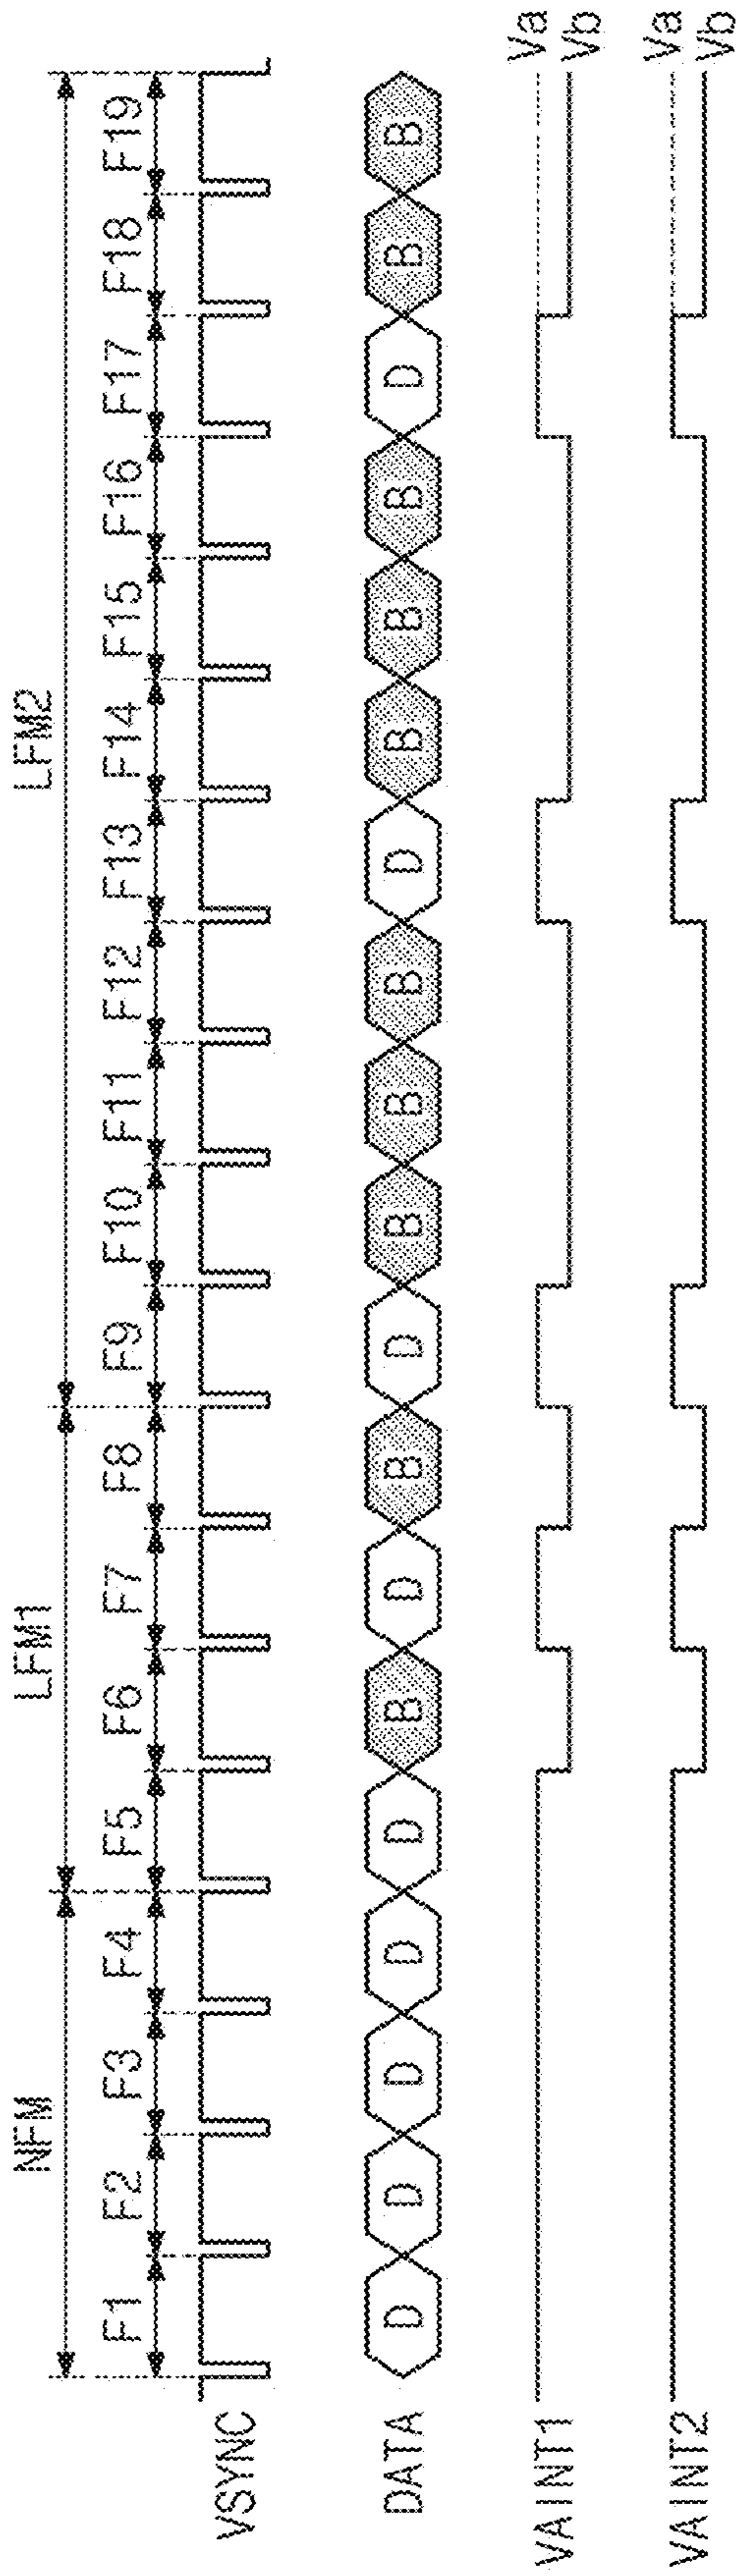 NFM LFM1 LFM2
F1 F2 F3 F4 F5 F6 F7 F8 F9 F10 F11 F12 F13 F14 F15 F16 F17 F18 F19
VSYNC
DATA D D D D D B D B D B B B D B B B D B B
VAINT1 Va
Vb
VAINT2 Va
Vb